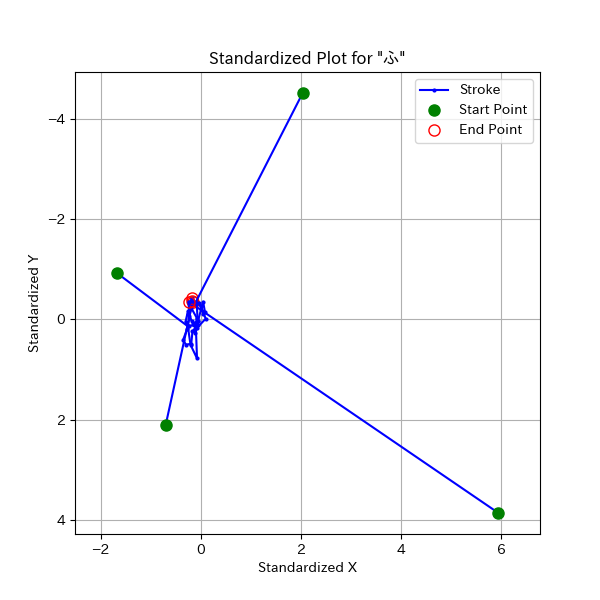 Standardized Plot for "ふ"
Stroke
Start Point
End Point
−4
−2
0
2
4
Standardized Y
−2 0 2 4 6
Standardized X